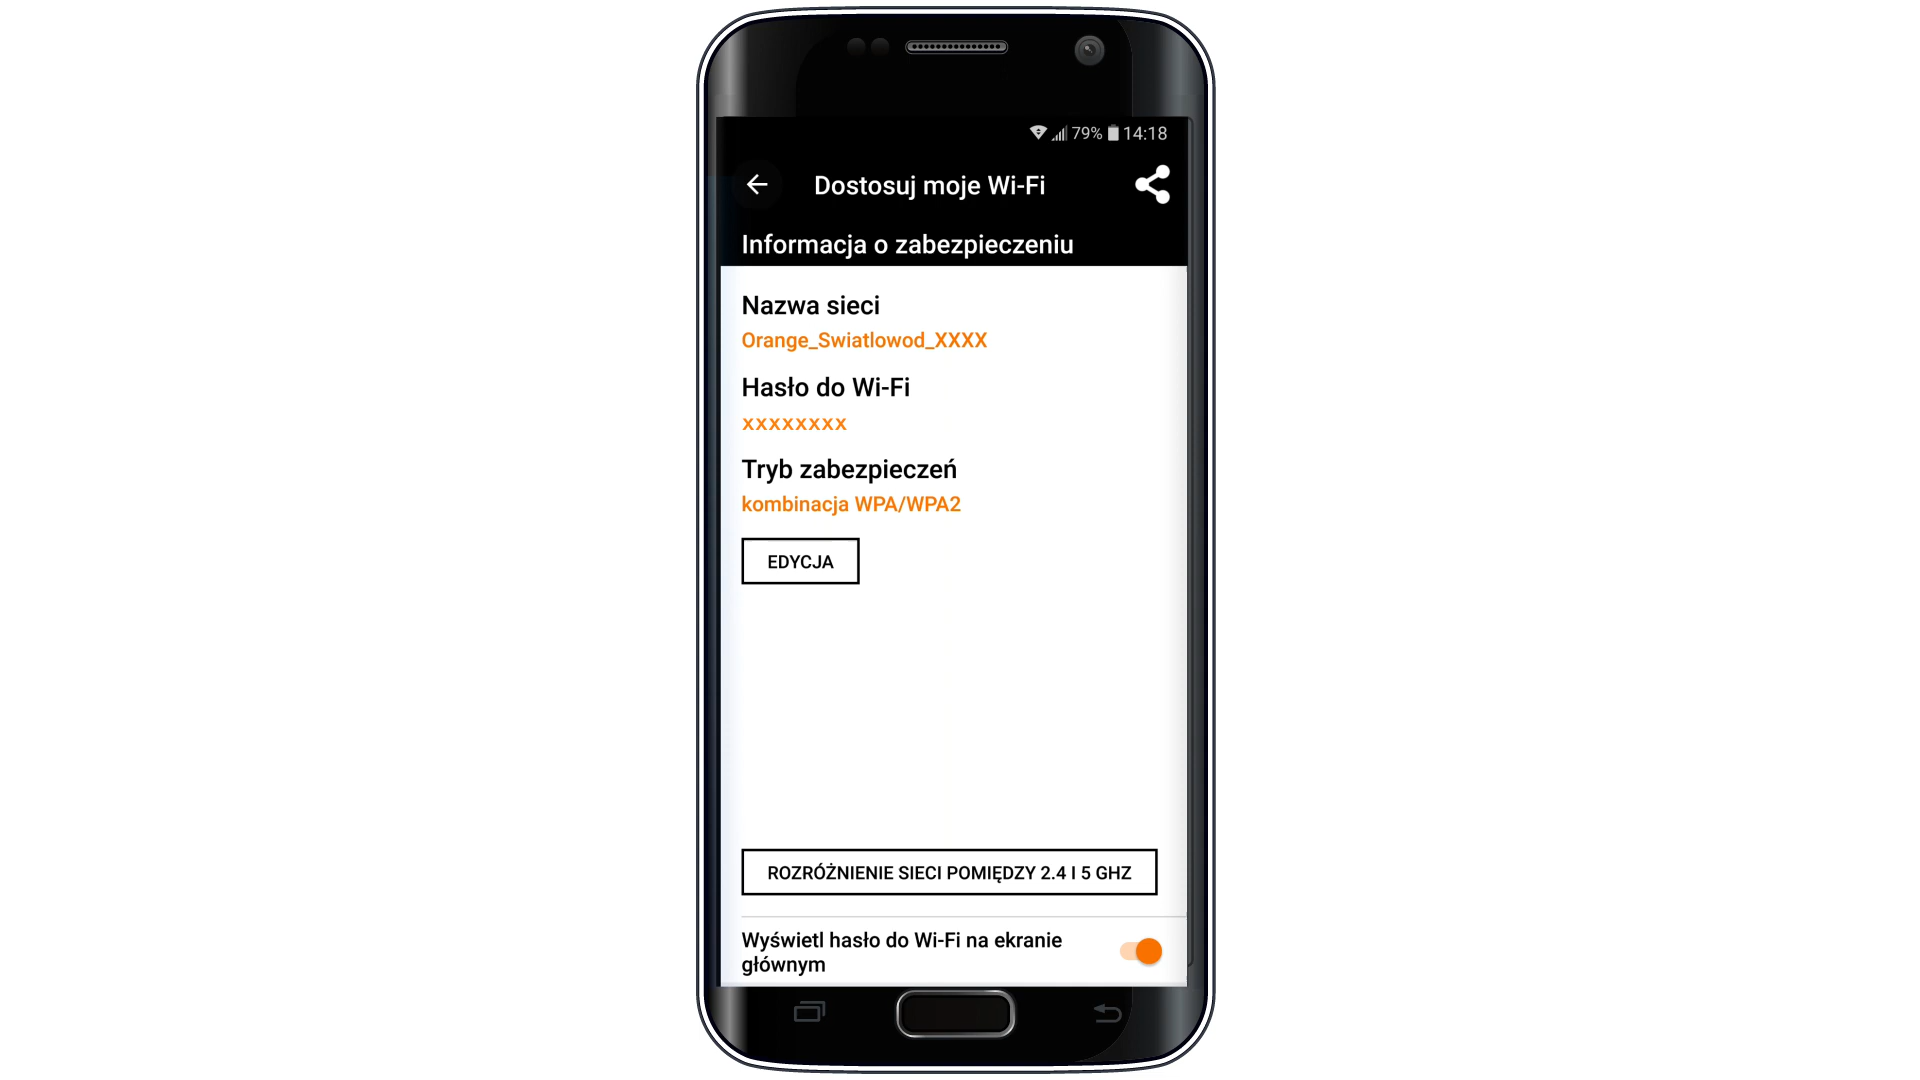 79% 14:18
Dostosuj moje Wi-Fi
Informacja o zabezpieczeniu
Nazwa sieci
Orange_Swiatlowod_XXXX
Hasło do Wi-Fi
xxxxxxxx
Tryb zabezpieczeń
kombinacja WPA/WPA2
EDYCJA
ROZRÓŻNIENIE SIECI POMIĘDZY 2.4 I 5 GHZ
Wyświetl hasło do Wi-Fi na ekranie
głównym